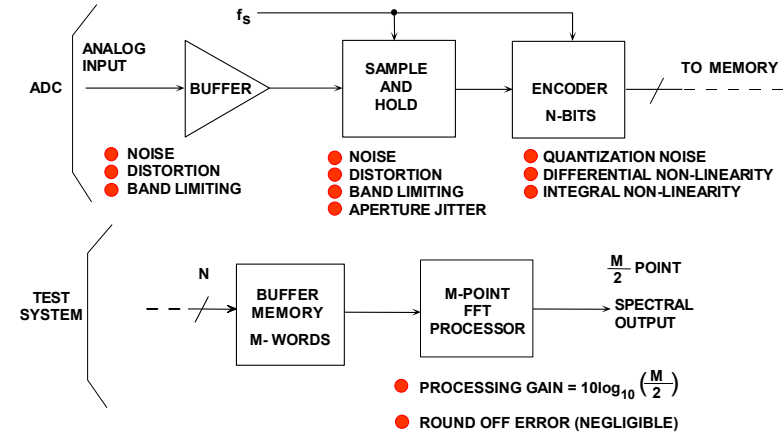 fs
ANALOG
INPUT
ADC
BUFFER
SAMPLE
AND
HOLD
ENCODER
N-BITS
TO MEMORY
NOISE
DISTORTION
BAND LIMITING
NOISE
DISTORTION
BAND LIMITING
APERTURE JITTER
QUANTIZATION NOISE
DIFFERENTIAL NON-LINEARITY
INTEGRAL NON-LINEARITY
TEST
SYSTEM
N
BUFFER
MEMORY
M- WORDS
M-POINT
FFT
PROCESSOR
M/2 POINT
SPECTRAL
OUTPUT
PROCESSING GAIN = 10log10 (M/2)
ROUND OFF ERROR (NEGLIGIBLE)